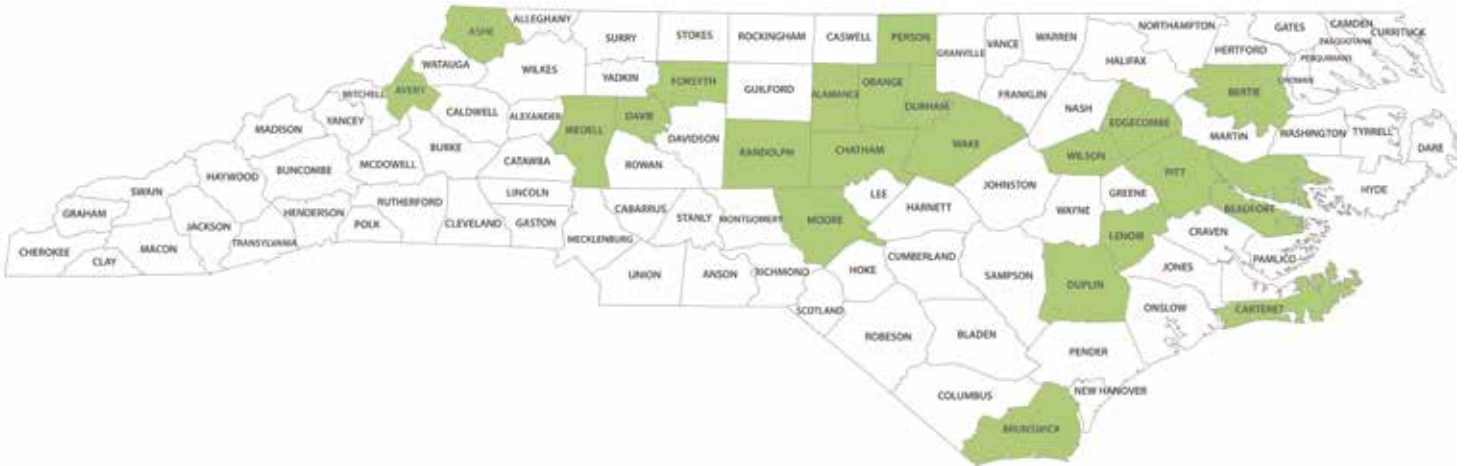 ASHE
ALLEGHANY
SURRY
STOKES
ROCKINGHAM
CASWELL
PERSON
GRANVILLE
VANCE
WARREN
NORTHAMPTON
GATES
CAMDEN
CURRITUCK
PASQUOTANK
PERQUIMANS
CHOWAN
HERTFORD
HALIFAX
WATAUGA
WILKES
YADKIN
FORSYTH
GUILFORD
ALAMANCE
ORANGE
DURHAM
FRANKLIN
NASH
EDGECOMBE
BERTIE
MITCHELL
AVERY
CALDWELL
ALEXANDER
IREDELL
DAVIE
DAVIDSON
MADISON
YANCEY
BURKE
CATAWBA
ROWAN
RANDOLPH
CHATHAM
WAKE
WILSON
MARTIN
WASHINGTON
TYRRELL
DARE
HAYWOOD
BUNCOMBE
MCDOWELL
PITT
SWAIN
LINCOLN
LEE
JOHNSTON
GREENE
HYDE
GRAHAM
JACKSON
HENDERSON
RUTHERFORD
POLK
CLEVELAND
GASTON
CABARRUS
STANLY
MONTGOMERY
MOORE
HARNETT
WAYNE
LENOIR
BEAUFORT
CRAVEN
CHEROKEE
CLAY
MACON
TRANSYLVANIA
MECKLENBURG
UNION
ANSON
RICHMOND
HOKE
CUMBERLAND
SAMPSON
DUPLIN
JONES
PAMLICO
SCOTLAND
ROBESON
BLADEN
PENDER
ONSLOW
CARTERET
COLUMBUS
NEW HANOVER
BRUNSWICK